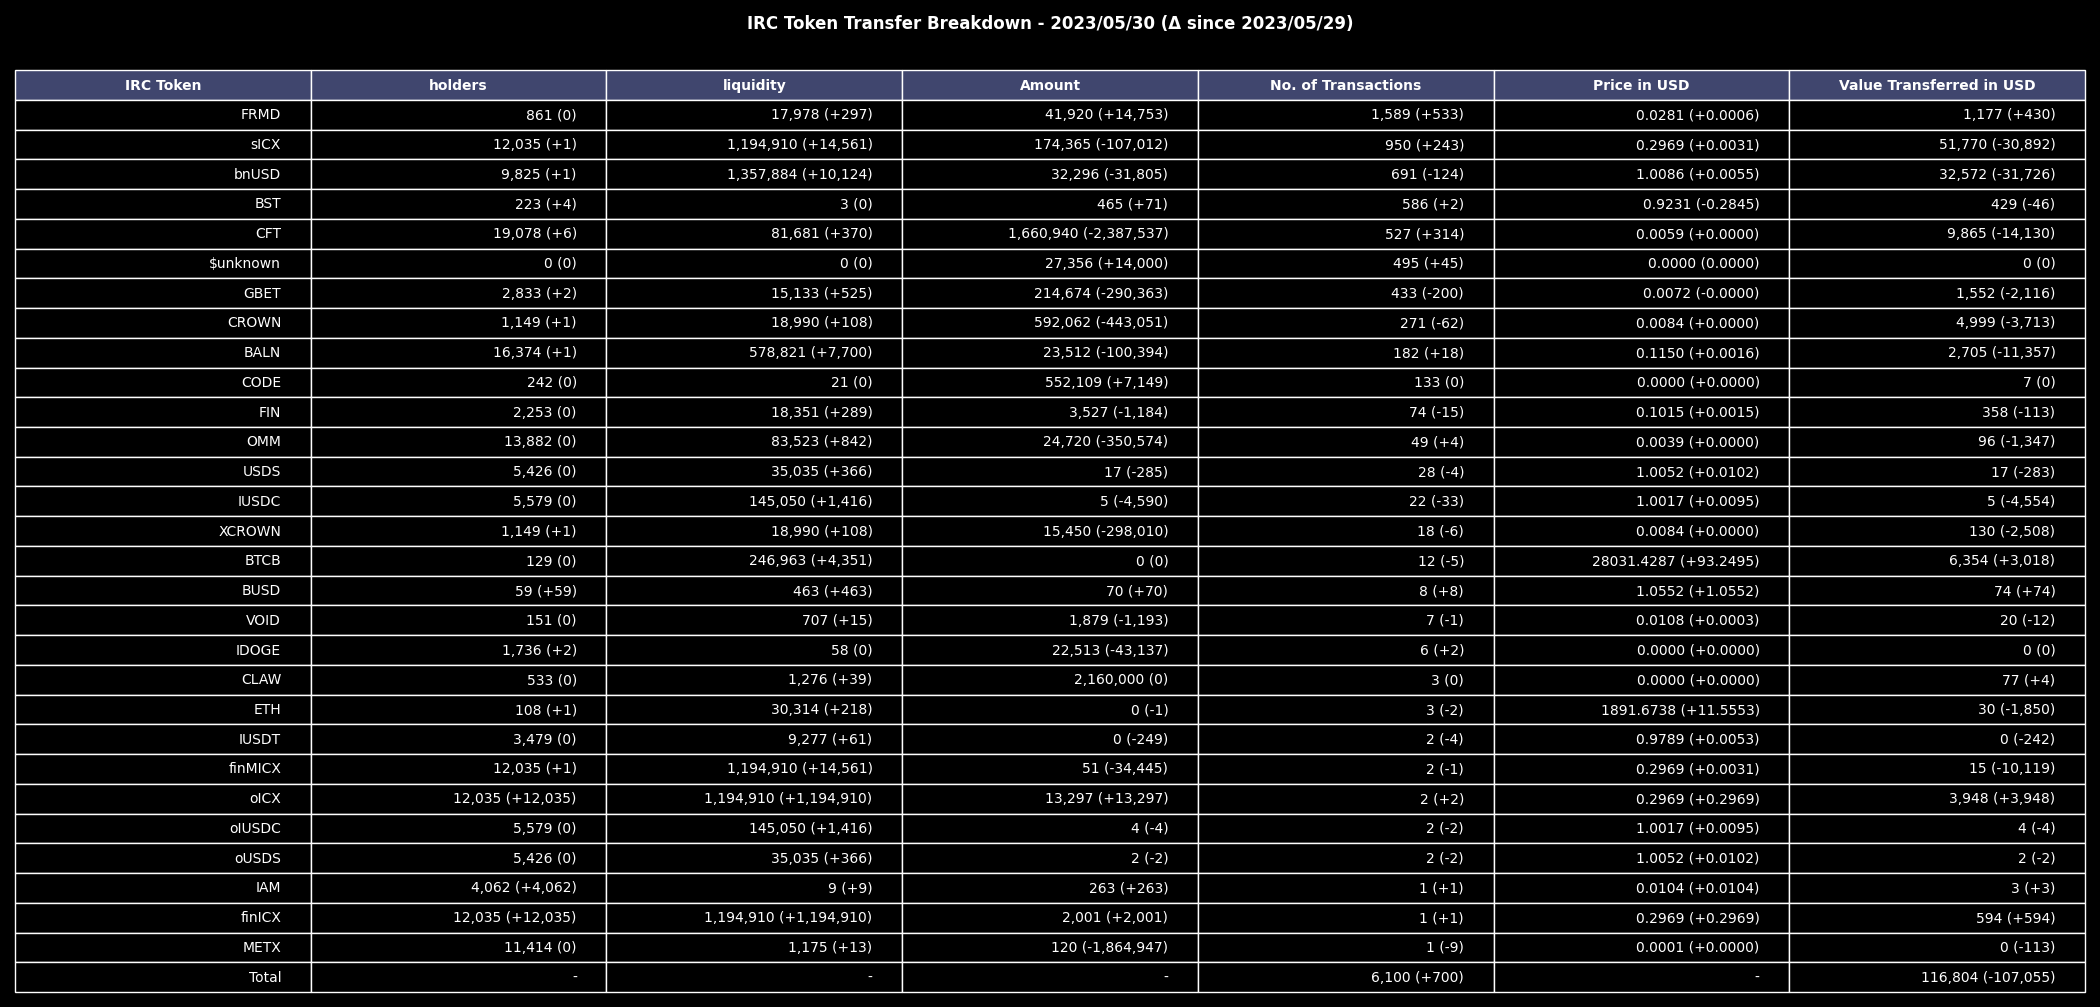 IRC Token Transfer Breakdown - 2023/05/30 (Δ since 2023/05/29)
IRC Token holders liquidity Amount No. of Transactions Price in USD Value Transferred in USD
FRMD 861 (0) 17,978 (+297) 41,920 (+14,753) 1,589 (+533) 0.0281 (+0.0006) 1,177 (+430)
sICX 12,035 (+1) 1,194,910 (+14,561) 174,365 (-107,012) 950 (+243) 0.2969 (+0.0031) 51,770 (-30,892)
bnUSD 9,825 (+1) 1,357,884 (+10,124) 32,296 (-31,805) 691 (-124) 1.0086 (+0.0055) 32,572 (-31,726)
BST 223 (+4) 3 (0) 465 (+71) 586 (+2) 0.9231 (-0.2845) 429 (-46)
CFT 19,078 (+6) 81,681 (+370) 1,660,940 (-2,387,537) 527 (+314) 0.0059 (+0.0000) 9,865 (-14,130)
$unknown 0 (0) 0 (0) 27,356 (+14,000) 495 (+45) 0.0000 (0.0000) 0 (0)
GBET 2,833 (+2) 15,133 (+525) 214,674 (-290,363) 433 (-200) 0.0072 (-0.0000) 1,552 (-2,116)
CROWN 1,149 (+1) 18,990 (+108) 592,062 (-443,051) 271 (-62) 0.0084 (+0.0000) 4,999 (-3,713)
BALN 16,374 (+1) 578,821 (+7,700) 23,512 (-100,394) 182 (+18) 0.1150 (+0.0016) 2,705 (-11,357)
CODE 242 (0) 21 (0) 552,109 (+7,149) 133 (0) 0.0000 (+0.0000) 7 (0)
FIN 2,253 (0) 18,351 (+289) 3,527 (-1,184) 74 (-15) 0.1015 (+0.0015) 358 (-113)
OMM 13,882 (0) 83,523 (+842) 24,720 (-350,574) 49 (+4) 0.0039 (+0.0000) 96 (-1,347)
USDS 5,426 (0) 35,035 (+366) 17 (-285) 28 (-4) 1.0052 (+0.0102) 17 (-283)
IUSDC 5,579 (0) 145,050 (+1,416) 5 (-4,590) 22 (-33) 1.0017 (+0.0095) 5 (-4,554)
XCROWN 1,149 (+1) 18,990 (+108) 15,450 (-298,010) 18 (-6) 0.0084 (+0.0000) 130 (-2,508)
BTCB 129 (0) 246,963 (+4,351) 0 (0) 12 (-5) 28031.4287 (+93.2495) 6,354 (+3,018)
BUSD 59 (+59) 463 (+463) 70 (+70) 8 (+8) 1.0552 (+1.0552) 74 (+74)
VOID 151 (0) 707 (+15) 1,879 (-1,193) 7 (-1) 0.0108 (+0.0003) 20 (-12)
IDOGE 1,736 (+2) 58 (0) 22,513 (-43,137) 6 (+2) 0.0000 (+0.0000) 0 (0)
CLAW 533 (0) 1,276 (+39) 2,160,000 (0) 3 (0) 0.0000 (+0.0000) 77 (+4)
ETH 108 (+1) 30,314 (+218) 0 (-1) 3 (-2) 1891.6738 (+11.5553) 30 (-1,850)
IUSDT 3,479 (0) 9,277 (+61) 0 (-249) 2 (-4) 0.9789 (+0.0053) 0 (-242)
finMICX 12,035 (+1) 1,194,910 (+14,561) 51 (-34,445) 2 (-1) 0.2969 (+0.0031) 15 (-10,119)
oICX 12,035 (+12,035) 1,194,910 (+1,194,910) 13,297 (+13,297) 2 (+2) 0.2969 (+0.2969) 3,948 (+3,948)
oIUSDC 5,579 (0) 145,050 (+1,416) 4 (-4) 2 (-2) 1.0017 (+0.0095) 4 (-4)
oUSDS 5,426 (0) 35,035 (+366) 2 (-2) 2 (-2) 1.0052 (+0.0102) 2 (-2)
IAM 4,062 (+4,062) 9 (+9) 263 (+263) 1 (+1) 0.0104 (+0.0104) 3 (+3)
finICX 12,035 (+12,035) 1,194,910 (+1,194,910) 2,001 (+2,001) 1 (+1) 0.2969 (+0.2969) 594 (+594)
METX 11,414 (0) 1,175 (+13) 120 (-1,864,947) 1 (-9) 0.0001 (+0.0000) 0 (-113)
Total - - - 6,100 (+700) - 116,804 (-107,055)